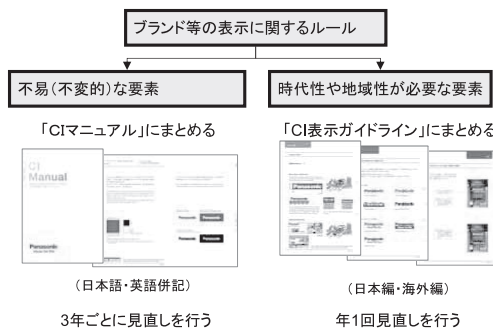 ブランド等の表示に関するルール
不易(不変的)な要素
時代性や地域性が必要な要素
「CIマニュアル」にまとめる
「CI表示ガイドライン」にまとめる
CI
Manual
Panasonic
Panasonic
Panasonic
(日本語・英語併記)
(日本編・海外編)
3年ごとに見直しを行う
年1回見直しを行う